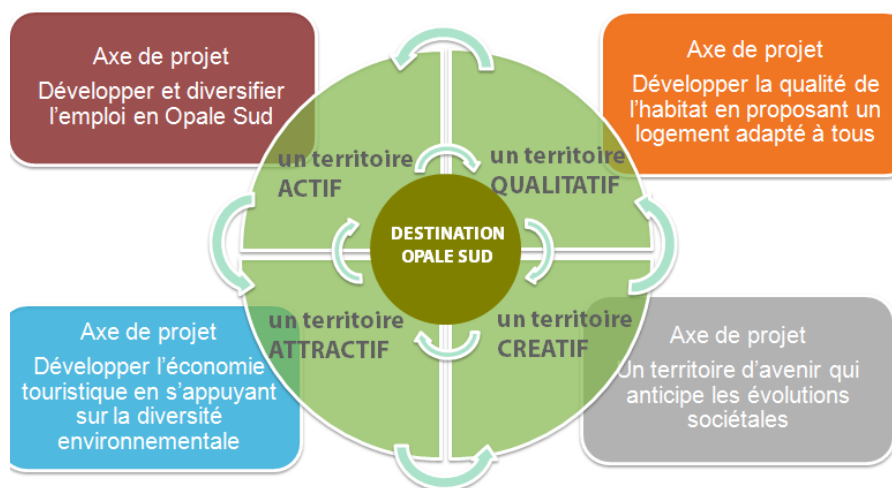 Axe de projet
Développer et diversifier
l'emploi en Opale Sud
Axe de projet
Développer la qualité de
l'habitat en proposant un
logement adapté à tous
un territoire
ACTIF
un territoire
QUALITATIF
DESTINATION
OPALE SUD
un territoire
ATTRACTIF
un territoire
CREATIF
Axe de projet
Développer l'économie
touristique en s'appuyant
sur la diversité
environnementale
Axe de projet
Un territoire d'avenir qui
anticipe les évolutions
sociétales